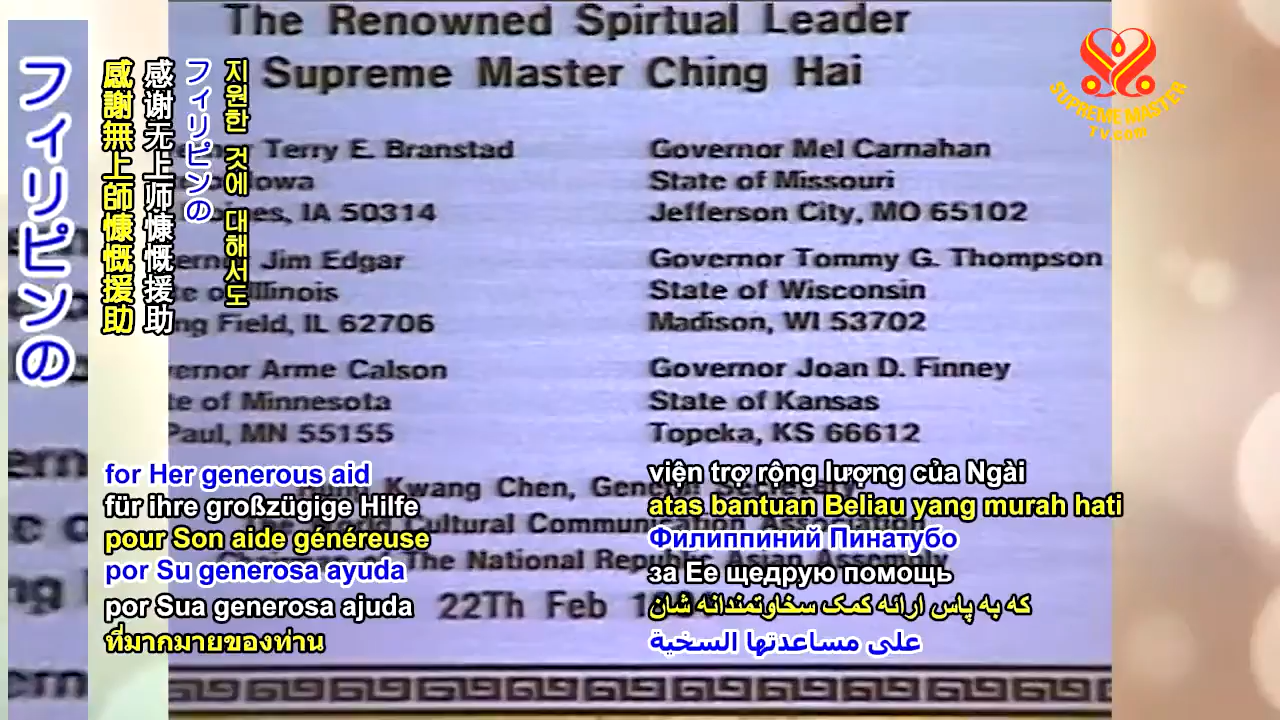 The Renowned Spirtual Leader
Supreme Master Ching Hai
Terry E. Branstad
Iowa
IA 50314
Jim Edgar
Illinois
Field, IL 62706
Arme Calson
of Minnesota
Paul, MN 55155
Governor Mel Carnahan
State of Missouri
Jefferson City, MO 65102
Governor Tommy G. Thompson
State of Wisconsin
Madison, WI 53702
Governor Joan D. Finney
State of Kansas
Topeka, KS 66612
Kwang Chen,
Cultural
The National Asian
22Th Feb
SUPREME MASTER
TV.com
フィリピンの
感謝無上師慷慨援助
感谢无上师慷慨援助
フィリピンの
지원한 것에 대해서도
for Her generous aid
für ihre großzügige Hilfe
pour Son aide généreuse
por Su generosa ayuda
por Sua generosa ajuda
ที่มากมายของท่าน
viện trợ rộng lượng của Ngài
atas bantuan Beliau yang murah hati
Филиппиний Пинатубо
за Ее щедрую помощь
که به پاس ارائه کمک سخاوتمندانه شان
على مساعدتها السخية